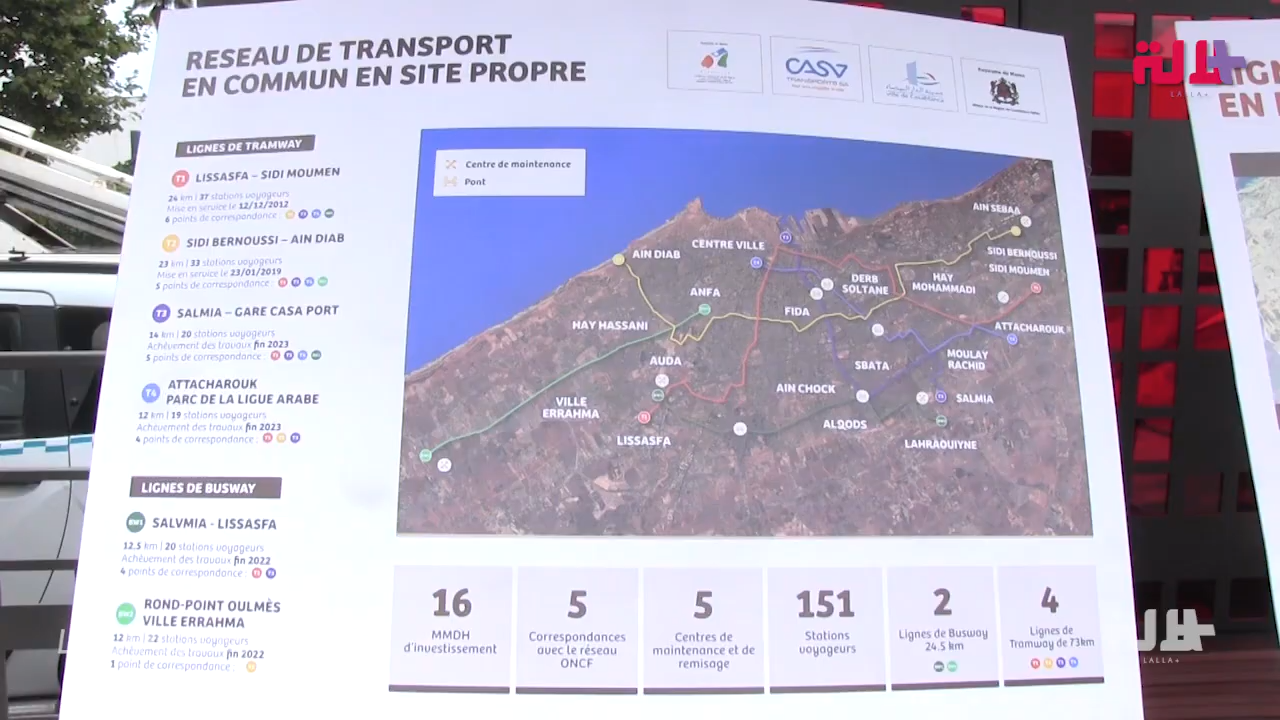 RESEAU DE TRANSPORT
EN COMMUN EN SITE PROPRE
CASA
TRANSPORTS SA
Royaume du Maroc
هلالة+
LALLA+
LIGNES DE TRAMWAY
T1 LISSASFA – SIDI MOUMEN
24 km | 37 stations voyageurs
Mise en service le 12/12/2012
6 points de correspondance :
T2 SIDI BERNOUSSI – AIN DIAB
23 km | 33 stations voyageurs
Mise en service le 23/01/2019
5 points de correspondance :
T3 SALMIA – GARE CASA PORT
14 km | 20 stations voyageurs
Achèvement des travaux fin 2023
5 points de correspondance :
T4 ATTACHAROUK
PARC DE LA LIGUE ARABE
12 km | 19 stations voyageurs
Achèvement des travaux fin 2023
4 points de correspondance :
LIGNES DE BUSWAY
BW1 SALVMIA - LISSASFA
12.5 km | 20 stations voyageurs
Achèvement des travaux fin 2022
4 points de correspondance :
BW2 ROND-POINT OULMÈS
VILLE ERRAHMA
12 km | 22 stations voyageurs
Achèvement des travaux fin 2022
1 point de correspondance :
Centre de maintenance
Pont
AIN SEBAA
CENTRE VILLE
AIN DIAB
SIDI BERNOUSSI
SIDI MOUMEN
DERB
SOLTANE
HAY
MOHAMMADI
ANFA
FIDA
HAY HASSANI
ATTACHAROUK
AUDA
SBATA
MOULAY
RACHID
AIN CHOCK
SALMIA
VILLE
ERRAHMA
ALQODS
LISSASFA
LAHRAOUIYNE
16
MMDH
d'investissement
5
Correspondances
avec le réseau
ONCF
5
Centres de
maintenance et de
remisage
151
Stations
voyageurs
2
Lignes de Busway
24.5 km
4
Lignes de
Tramway de 73km
EN
LALLA+